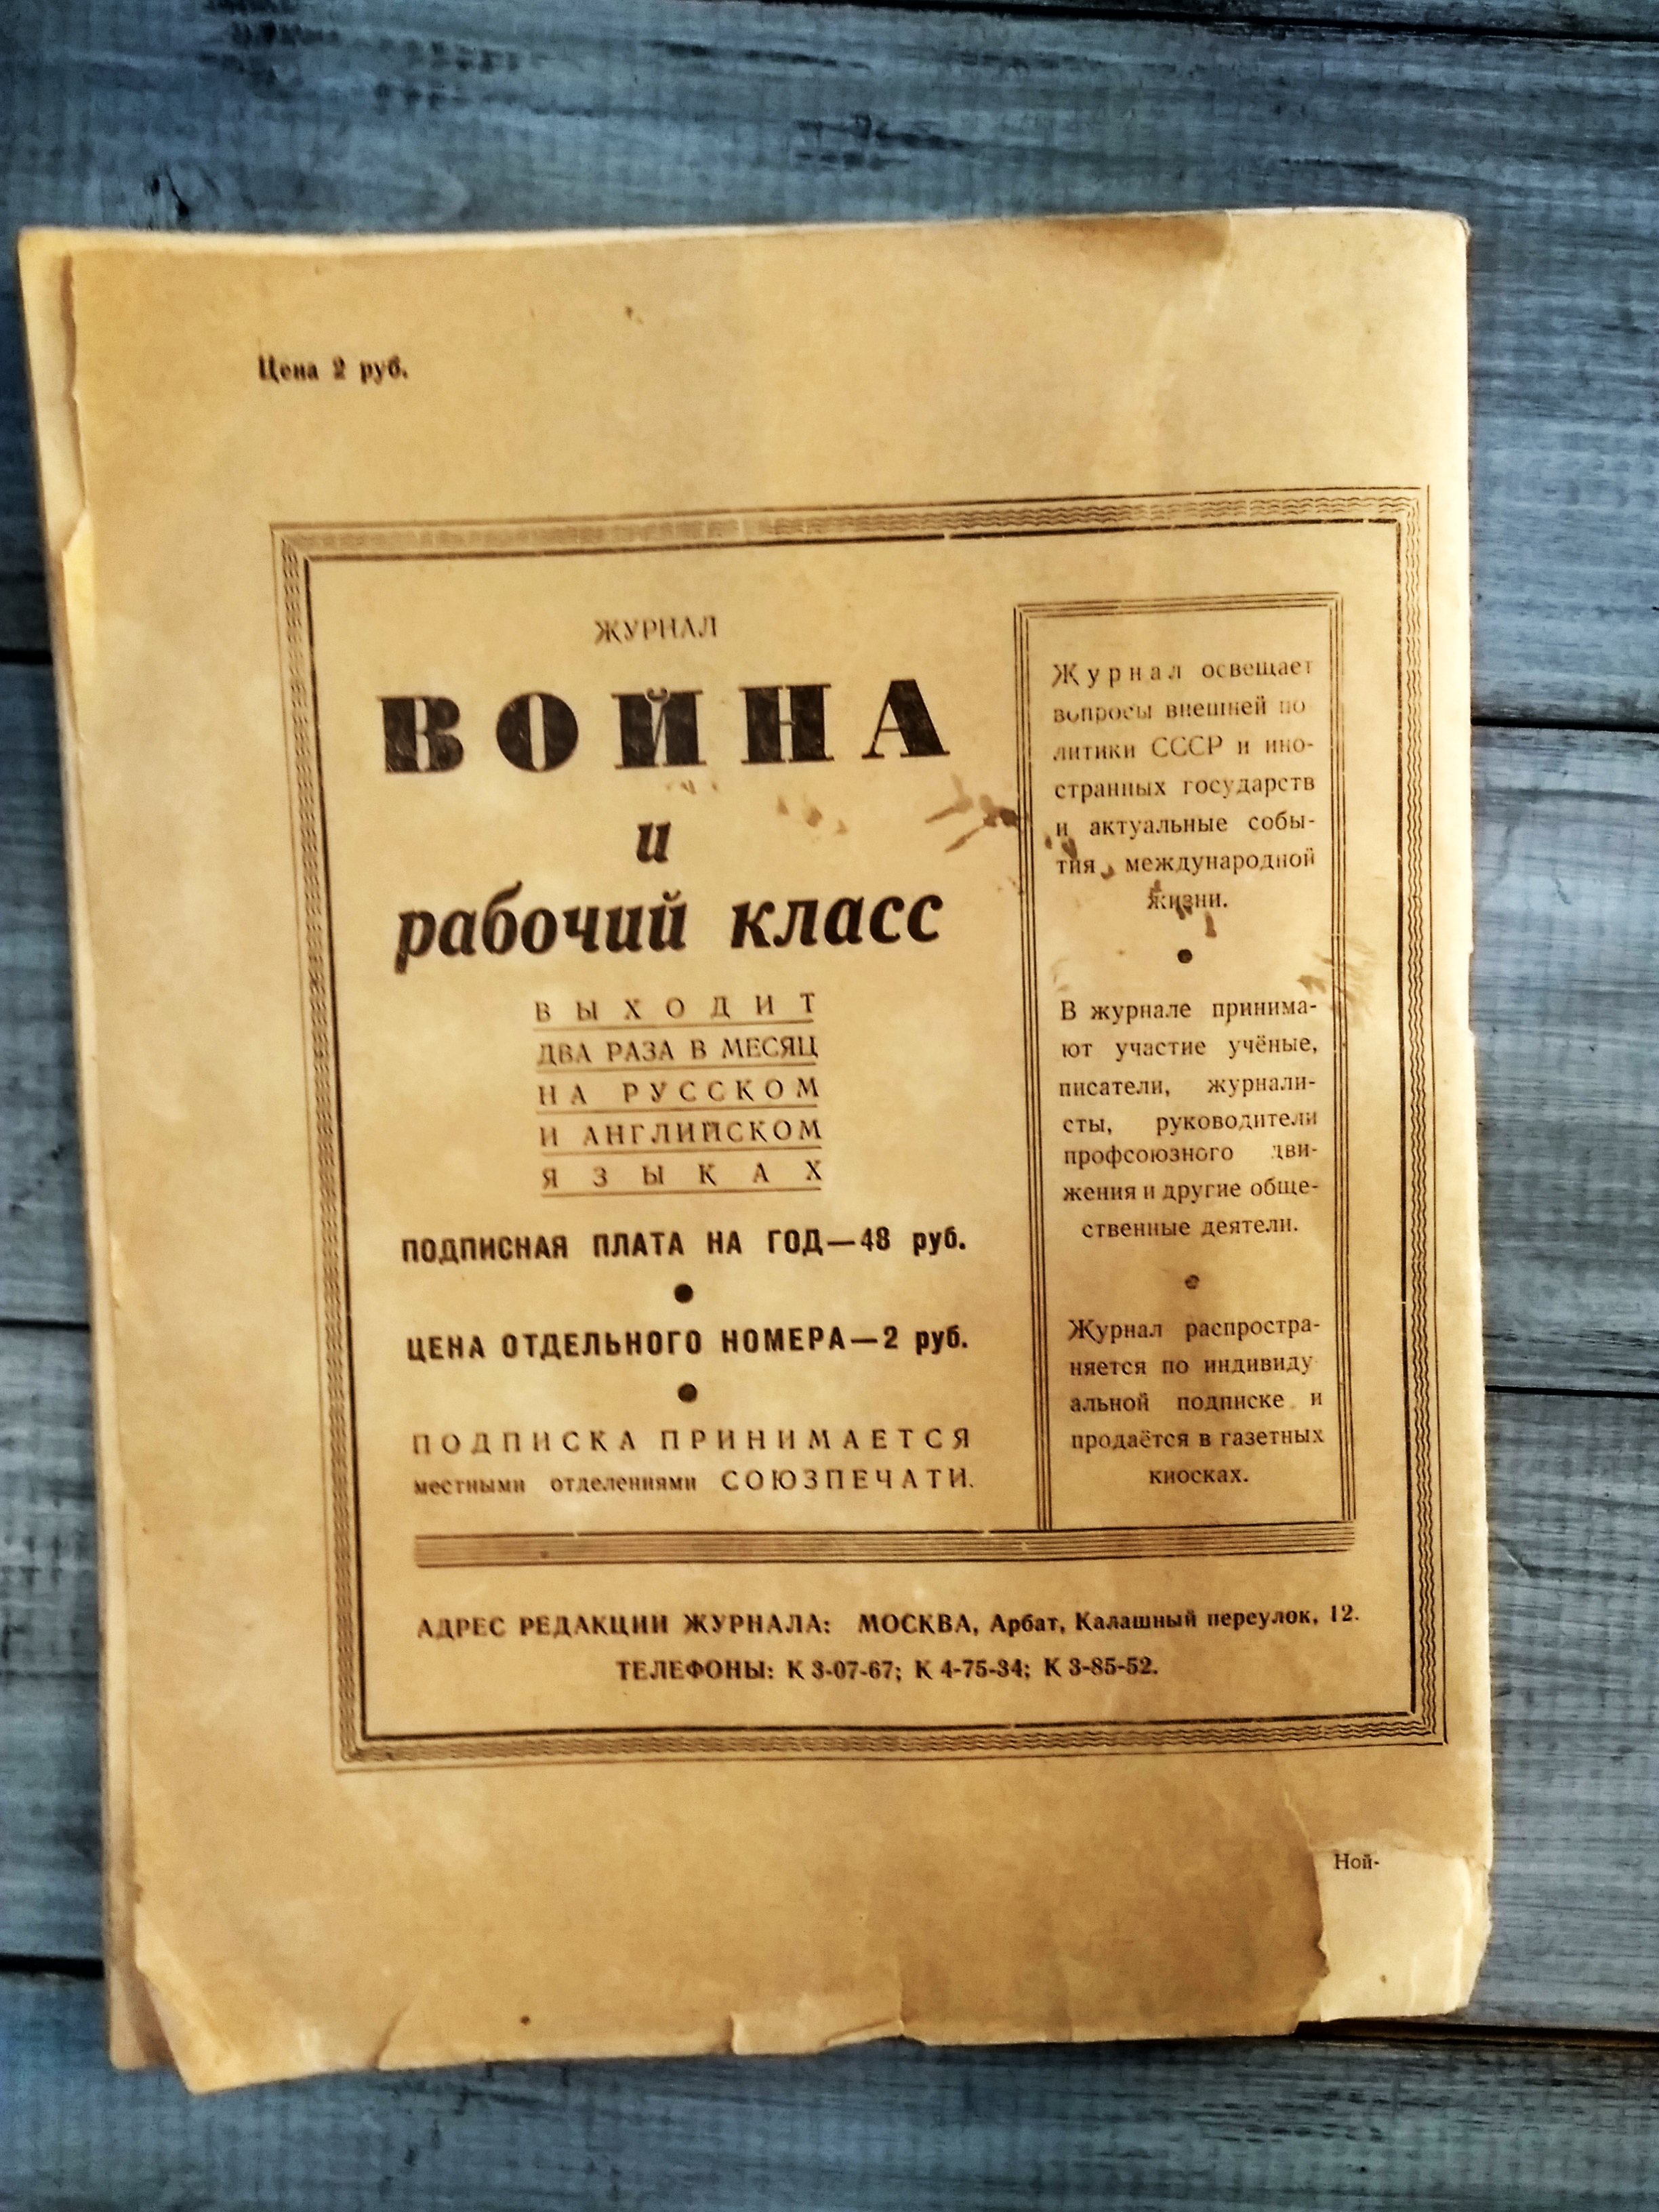 Цена 2 руб.
ЖУРНАЛ
ВОЙНА
и
рабочий класс
ВЫХОДИТ
ДВА РАЗА В МЕСЯЦ
НА РУССКОМ
И АНГЛИЙСКОМ
ЯЗЫКАХ
ПОДПИСНАЯ ПЛАТА НА ГОД—48 руб.
ЦЕНА ОТДЕЛЬНОГО НОМЕРА—2 руб.
ПОДПИСКА ПРИНИМАЕТСЯ
местными отделениями СОЮЗПЕЧАТИ.
Журнал освещает
вопросы внешней по
литики СССР и ино-
странных государств
и актуальные собы-
тия международной
жизни.
В журнале принима-
ют участие учёные,
писатели, журнали-
сты, руководители
профсоюзного дви-
жения и другие обще-
ственные деятели.
Журнал распростра-
няется по индивиду
альной подписке и
продаётся в газетных
киосках.
АДРЕС РЕДАКЦИИ ЖУРНАЛА: МОСКВА, Арбат, Калашный переулок, 12.
ТЕЛЕФОНЫ: К 3-07-67; К 4-75-34; К 3-85-52.
Ной-